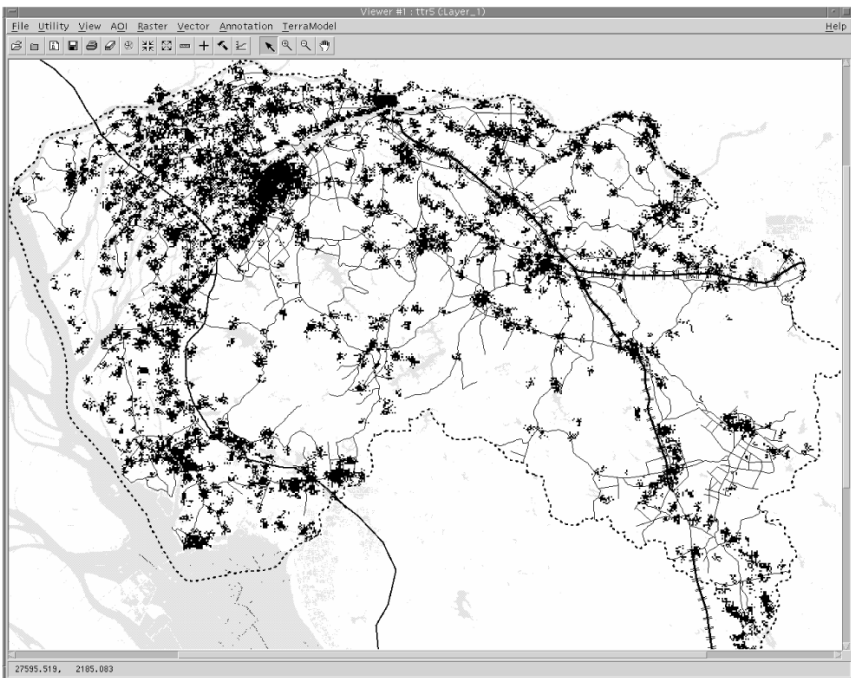 Viewer #1 : ttr5 (:Layer_1)
File Utility View AOI Raster Vector Annotation TerraModel Help
27595.519, 2185.083